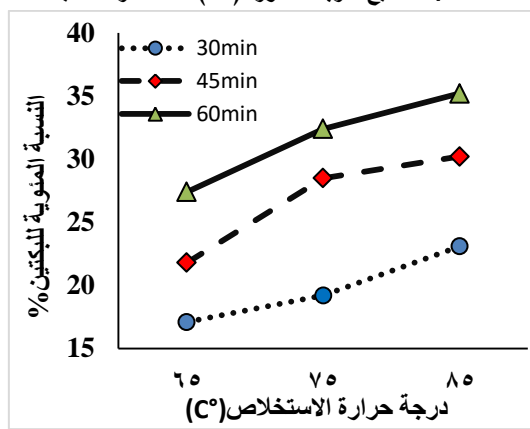 40%
35
30
25
20
15
30min
45min
60min
النسبة المئوية للبكتين%
٦٥ ٧٥ ٨٥
درجة حرارة الاستخلاص(C°)